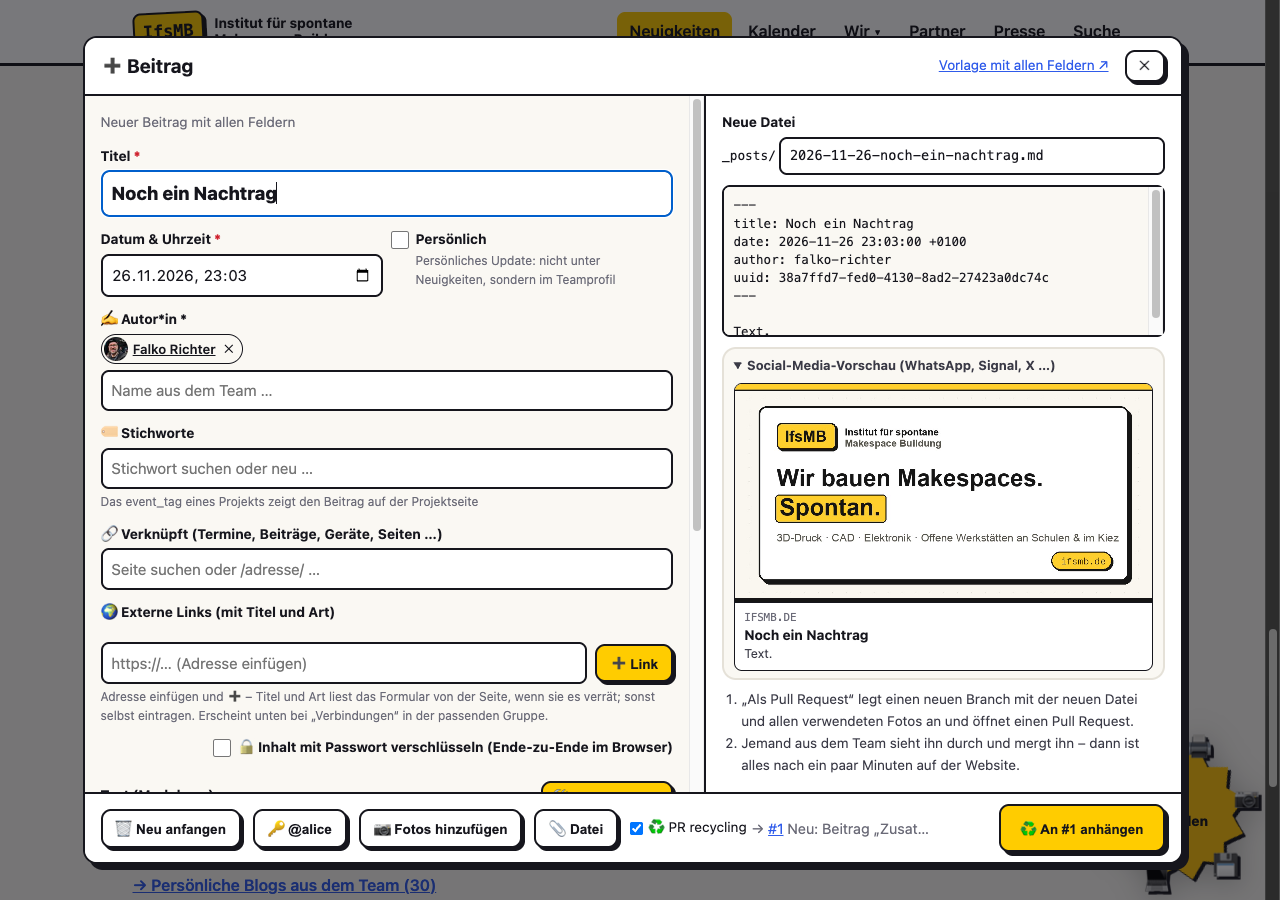 IfsMB
Institut für spontane
Neuigkeiten
Kalender
Wir ▾
Partner
Presse
Suche
➕ Beitrag
Vorlage mit allen Feldern ↗
×
Neuer Beitrag mit allen Feldern
Titel *
Noch ein Nachtrag
Datum & Uhrzeit *
26.11.2026, 23:03
Persönlich
Persönliches Update: nicht unter
Neuigkeiten, sondern im Teamprofil
✍️ Autor*in *
Falko Richter ×
Name aus dem Team ...
🏷️ Stichworte
Stichwort suchen oder neu ...
Das event_tag eines Projekts zeigt den Beitrag auf der Projektseite
🔗 Verknüpft (Termine, Beiträge, Geräte, Seiten ...)
Seite suchen oder /adresse/ ...
🌍 Externe Links (mit Titel und Art)
https://... (Adresse einfügen)
➕ Link
Adresse einfügen und ➕ – Titel und Art liest das Formular von der Seite, wenn sie es verrät; sonst
selbst eintragen. Erscheint unten bei „Verbindungen“ in der passenden Gruppe.
🔒 Inhalt mit Passwort verschlüsseln (Ende-zu-Ende im Browser)
Neue Datei
_posts/
2026-11-26-noch-ein-nachtrag.md
---
title: Noch ein Nachtrag
date: 2026-11-26 23:03:00 +0100
author: falko-richter
uuid: 38a7ffd7-fed0-4130-8ad2-27423a0dc74c
---
Text.
▼ Social-Media-Vorschau (WhatsApp, Signal, X ...)
IfsMB
Institut für spontane
Makespace Building
Wir bauen Makespaces.
Spontan.
3D-Druck · CAD · Elektronik · Offene Werkstätten an Schulen & im Kiez
ifsmb.de
IFSMB.DE
Noch ein Nachtrag
Text.
1. „Als Pull Request“ legt einen neuen Branch mit der neuen Datei
und allen verwendeten Fotos an und öffnet einen Pull Request.
2. Jemand aus dem Team sieht ihn durch und mergt ihn – dann ist
alles nach ein paar Minuten auf der Website.
🗑️ Neu anfangen
🔑 @alice
📷 Fotos hinzufügen
📎 Datei
♻️ PR recycling → #1 Neu: Beitrag „Zusat...
♻️ An #1 anhängen
→ Persönliche Blogs aus dem Team (30)